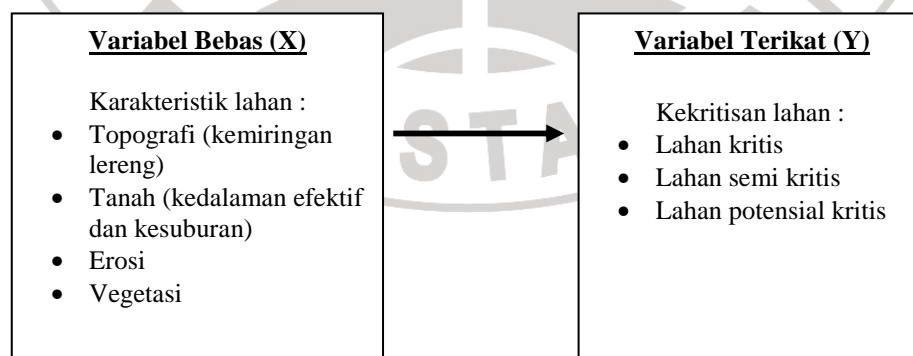 Variabel Bebas (X)
Karakteristik lahan :
• Topografi (kemiringan
lereng)
• Tanah (kedalaman efektif
dan kesuburan)
• Erosi
• Vegetasi
Variabel Terikat (Y)
Kekritisan lahan :
• Lahan kritis
• Lahan semi kritis
• Lahan potensial kritis
STA